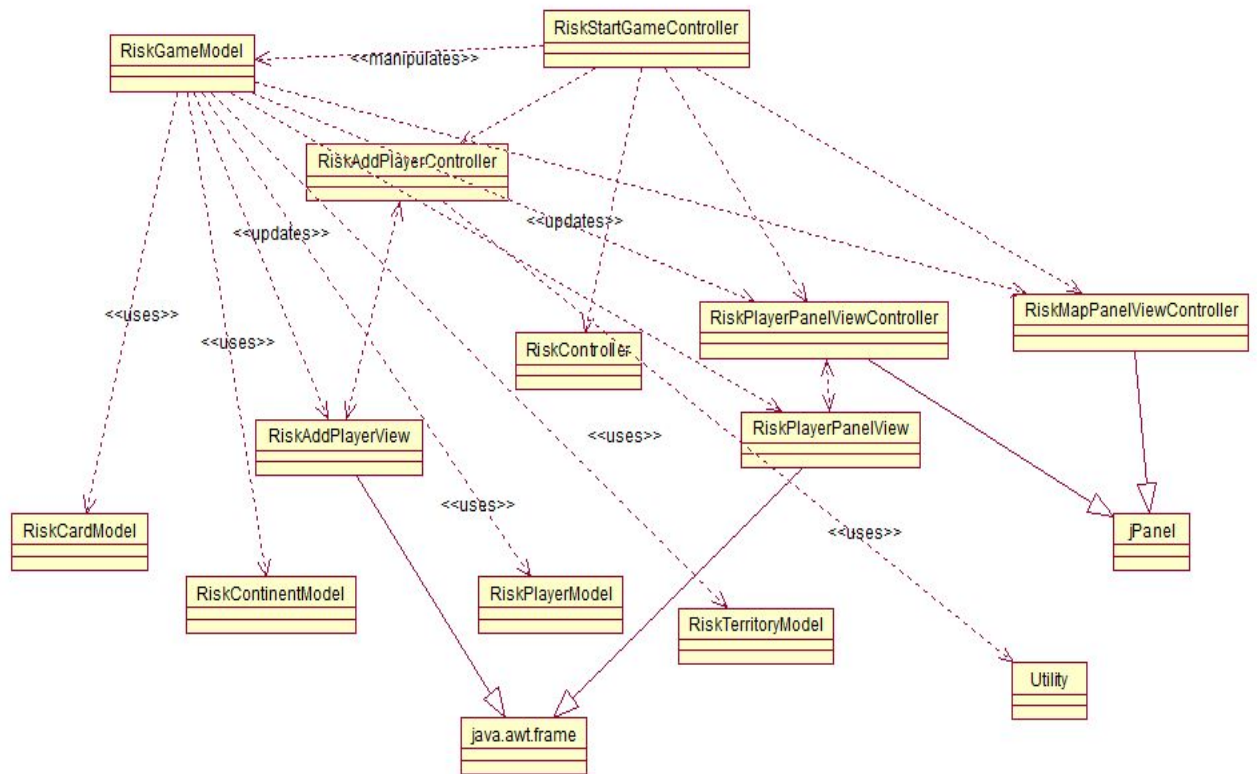 RiskStartGameController
RiskGameModel
<<manipulates>>
RiskAddPlayerController
<<updates>>
<<updates>>
<<uses>>
RiskPlayerPanelViewController
RiskMapPanelViewController
<<uses>>
RiskController
RiskAddPlayerView
RiskPlayerPanelView
<<uses>>
<<uses>>
<<uses>>
RiskCardModel
jPanel
RiskContinentModel
RiskPlayerModel
RiskTerritoryModel
Utility
java.awt.frame